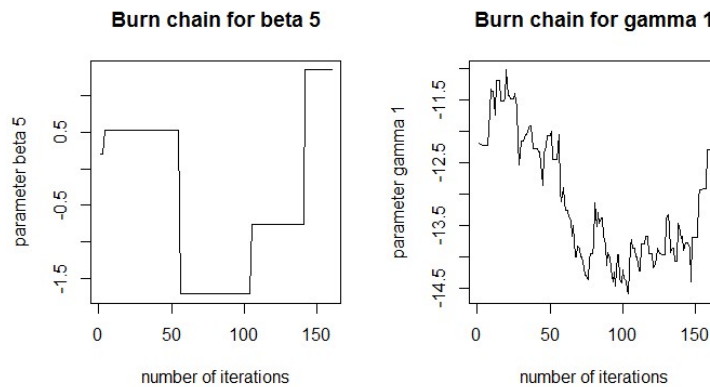 Burn chain for beta 5
parameter beta 5
0.5
-0.5
-1.5
0 50 100 150
number of iterations
Burn chain for gamma 1
parameter gamma 1
-11.5
-12.5
-13.5
-14.5
0 50 100 150
number of iterations